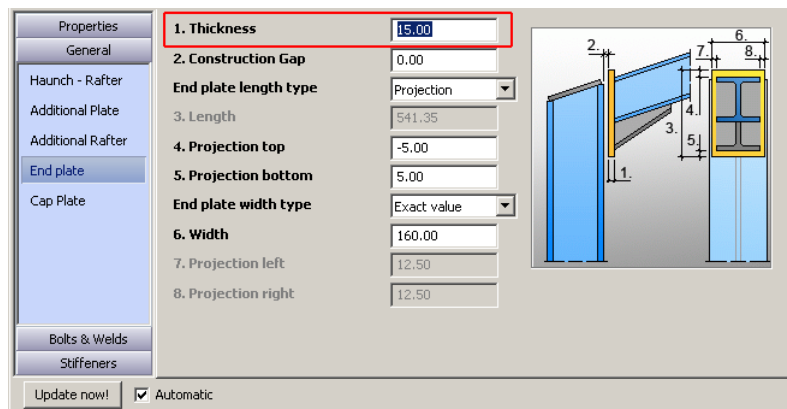 Properties
General
Haunch - Rafter
Additional Plate
Additional Rafter
End plate
Cap Plate
Bolts & Welds
Stiffeners
1. Thickness 15.00
2. Construction Gap 0.00
End plate length type Projection
3. Length 541.35
4. Projection top -5.00
5. Projection bottom 5.00
End plate width type Exact value
6. Width 160.00
7. Projection left 12.50
8. Projection right 12.50
2. 6.
7. 8.
4.
3. 5.
1.
Update now! Automatic